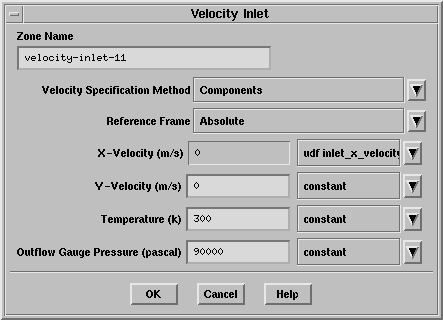 Velocity Inlet
Zone Name
velocity-inlet-11
Velocity Specification Method Components
Reference Frame Absolute
X-Velocity (m/s) 0 udf inlet_x_velocity
Y-Velocity (m/s) 0 constant
Temperature (k) 300 constant
Outflow Gauge Pressure (pascal) 90000 constant
OK Cancel Help